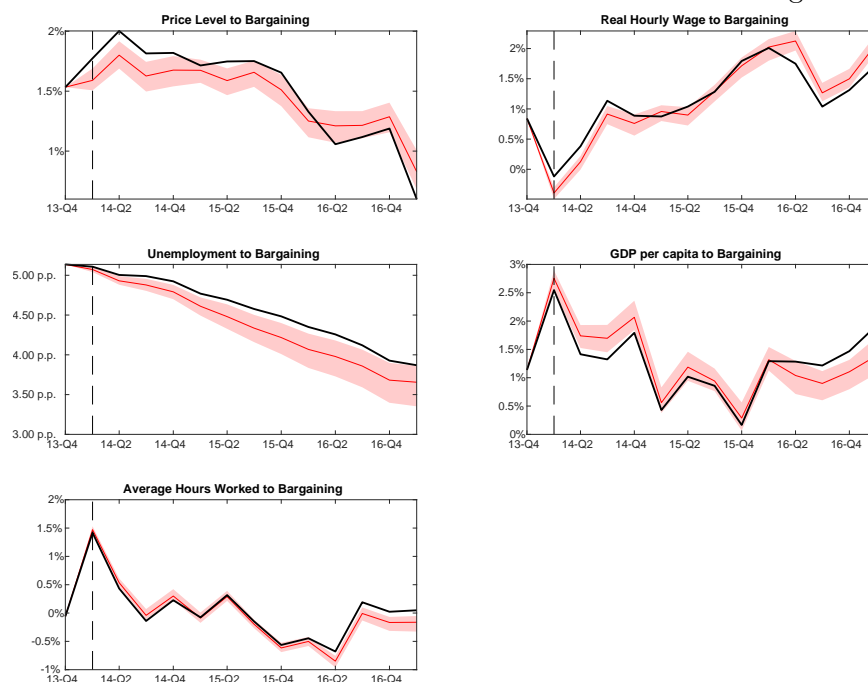 Price Level to Bargaining
2%
1.5%
1%
13-Q4 14-Q2 14-Q4 15-Q2 15-Q4 16-Q2 16-Q4
Real Hourly Wage to Bargaining
2%
1.5%
1%
0.5%
0%
13-Q4 14-Q2 14-Q4 15-Q2 15-Q4 16-Q2 16-Q4
Unemployment to Bargaining
5.00 p.p.
4.50 p.p.
4.00 p.p.
3.50 p.p.
3.00 p.p.
13-Q4 14-Q2 14-Q4 15-Q2 15-Q4 16-Q2 16-Q4
GDP per capita to Bargaining
3%
2.5%
2%
1.5%
1%
0.5%
0%
13-Q4 14-Q2 14-Q4 15-Q2 15-Q4 16-Q2 16-Q4
Average Hours Worked to Bargaining
2%
1.5%
1%
0.5%
0%
-0.5%
-1%
13-Q4 14-Q2 14-Q4 15-Q2 15-Q4 16-Q2 16-Q4